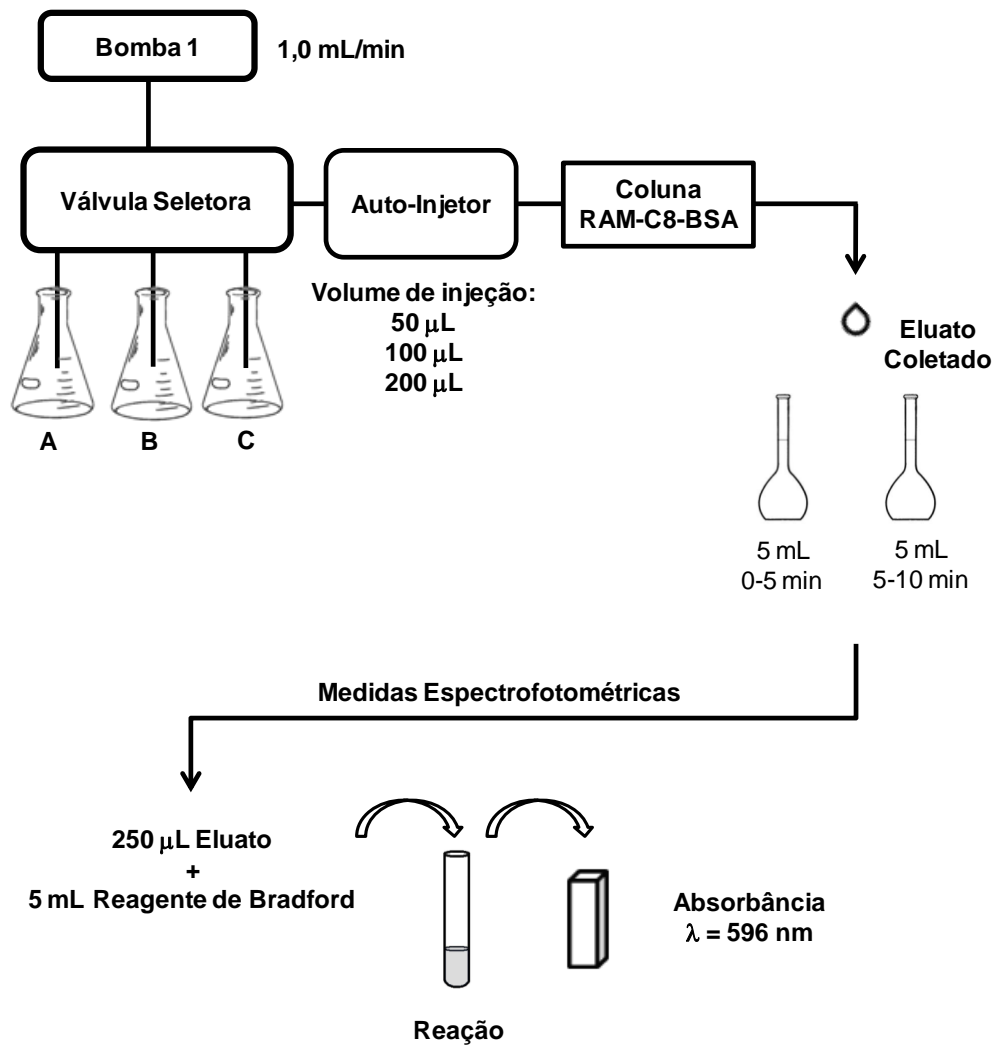 Bomba 1
1,0 mL/min
Válvula Seletora
Auto-Injetor
Coluna
RAM-C8-BSA
Volume de injeção:
50 μL
100 μL
200 μL
A
B
C
Eluato
Coletado
5 mL
0-5 min
5 mL
5-10 min
Medidas Espectrofotométricas
250 μL Eluato
+
5 mL Reagente de Bradford
Reação
Absorbância
λ = 596 nm